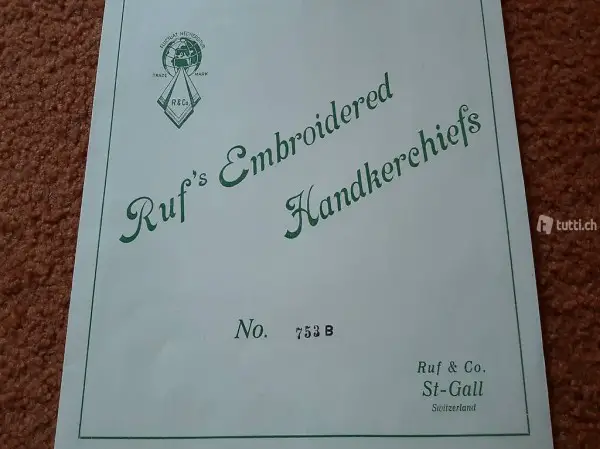 TRADE MARK
R & Co.
Ruf's Embroidered
Handkerchiefs
No. 753 B
Ruf & Co.
St-Gall
Switzerland
tutti.ch